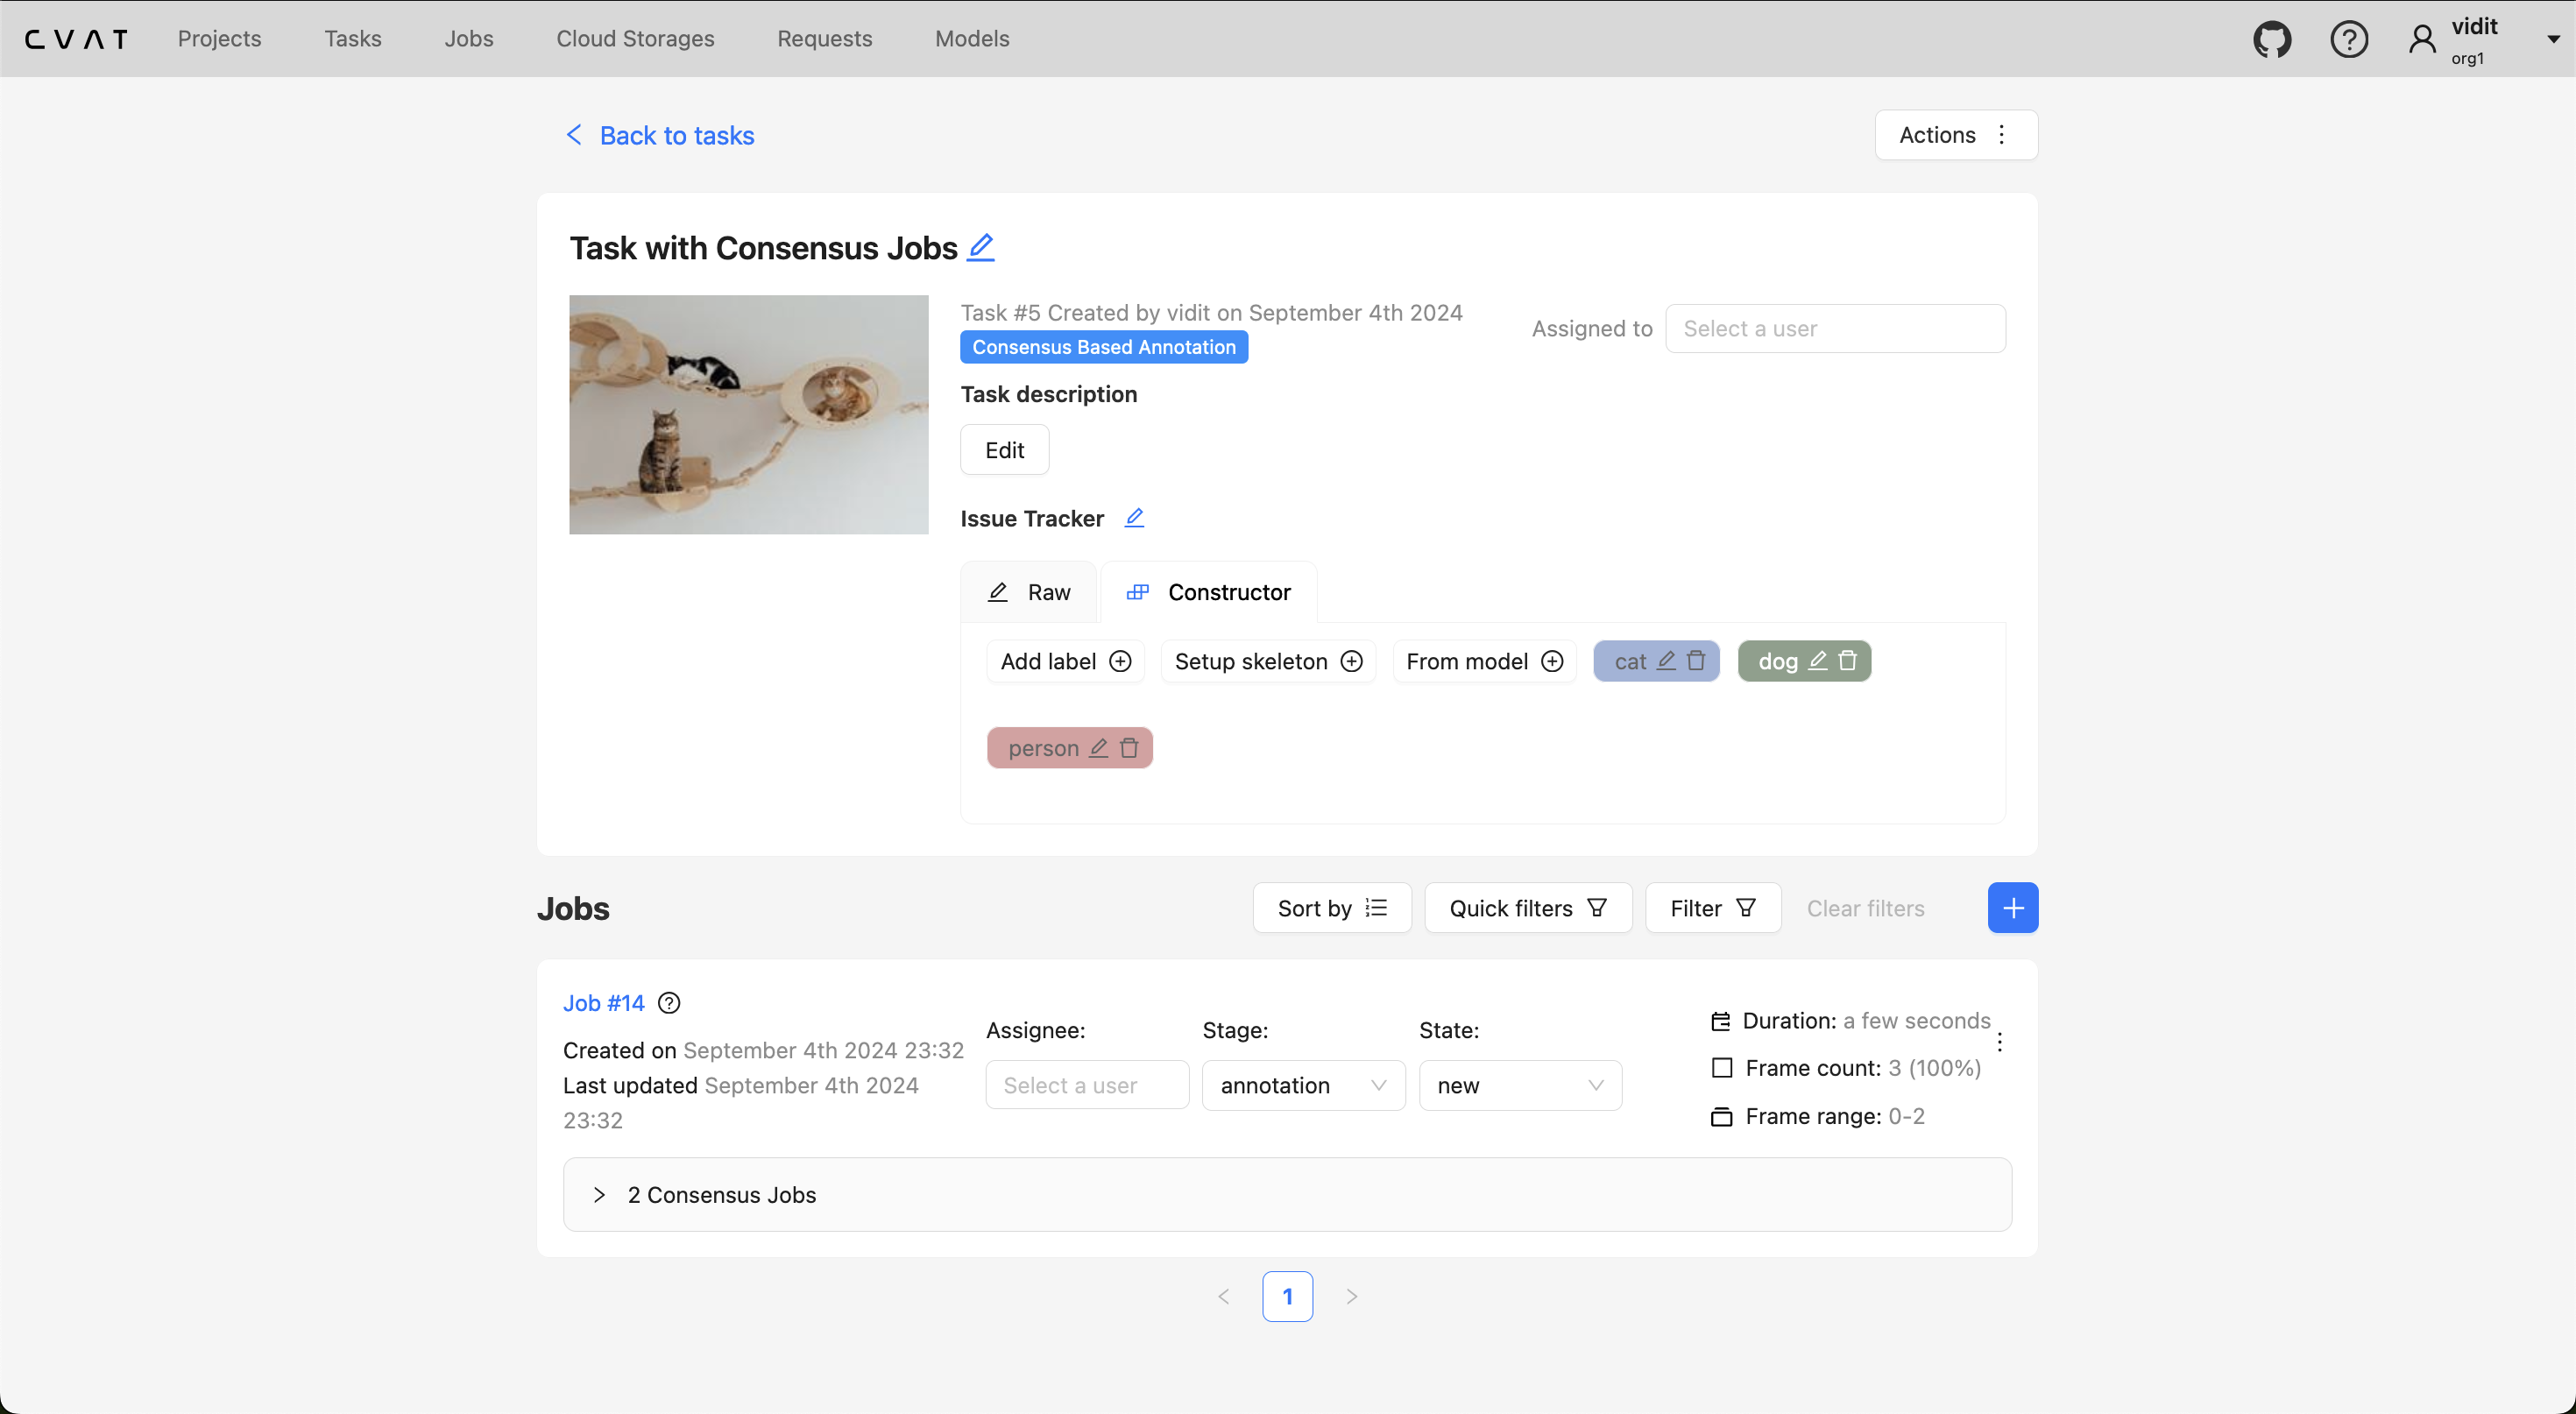 CVAT Projects Tasks Jobs Cloud Storages Requests Models vidit
org1
Back to tasks Actions
Task with Consensus Jobs
Task #5 Created by vidit on September 4th 2024
Assigned to Select a user
Consensus Based Annotation
Task description
Edit
Issue Tracker
Raw Constructor
Add label Setup skeleton From model cat dog
person
Jobs Sort by Quick filters Filter Clear filters
Job #14
Created on September 4th 2024 23:32
Last updated September 4th 2024
23:32
Assignee: Stage: State:
Select a user annotation new
Duration: a few seconds
Frame count: 3 (100%)
Frame range: 0-2
2 Consensus Jobs
1